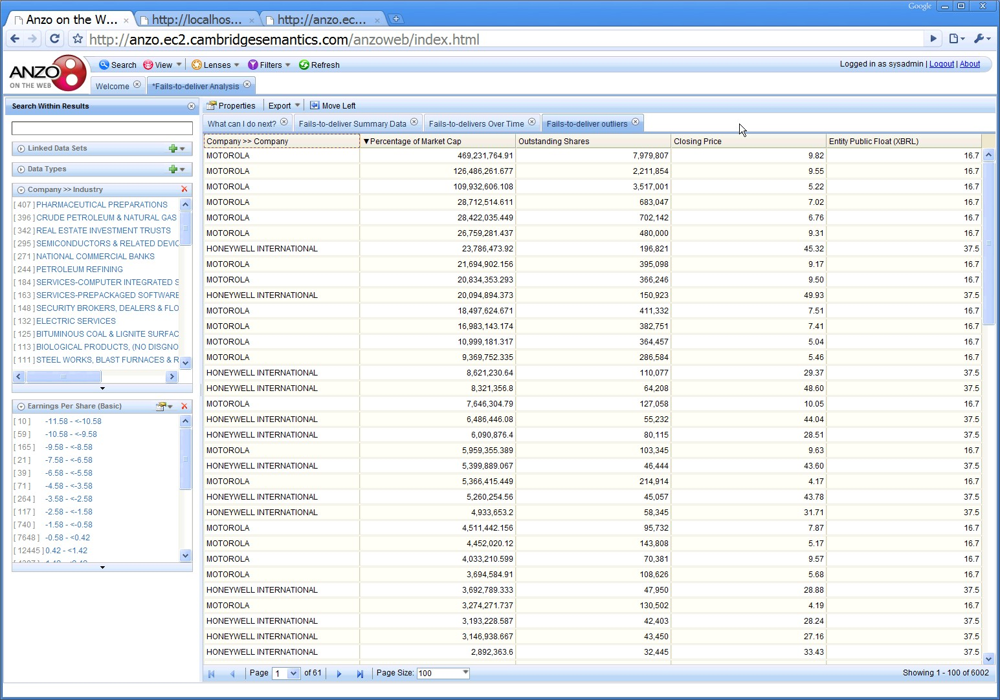 Google
Anzo on the W...
http://localhos...
http://anzo.ec...
http://anzo.ec2.cambridgesemantics.com/anzoweb/index.html
ANZO
ON THE WEB
Search View Lenses Filters Refresh
Logged in as sysadmin | Logout | About
Welcome *Fails-to-deliver Analysis
Search Within Results
Linked Data Sets
Data Types
Company >> Industry
[ 407 ] PHARMACEUTICAL PREPARATIONS
[ 396 ] CRUDE PETROLEUM & NATURAL GAS
[ 342 ] REAL ESTATE INVESTMENT TRUSTS
[ 295 ] SEMICONDUCTORS & RELATED DEVIC
[ 271 ] NATIONAL COMMERCIAL BANKS
[ 244 ] PETROLEUM REFINING
[ 184 ] SERVICES-COMPUTER INTEGRATED S
[ 163 ] SERVICES-PREPACKAGED SOFTWARE
[ 148 ] SECURITY BROKERS, DEALERS & FLO
[ 132 ] ELECTRIC SERVICES
[ 125 ] BITUMINOUS COAL & LIGNITE SURFAC
[ 113 ] BIOLOGICAL PRODUCTS, (NO DISGNO
[ 111 ] STEEL WORKS, BLAST FURNACES & R
Earnings Per Share (Basic)
[ 10 ] -11.58 - <-10.58
[ 59 ] -10.58 - <-9.58
[ 165 ] -9.58 - <-8.58
[ 21 ] -7.58 - <-6.58
[ 39 ] -6.58 - <-5.58
[ 71 ] -4.58 - <-3.58
[ 264 ] -3.58 - <-2.58
[ 117 ] -2.58 - <-1.58
[ 740 ] -1.58 - <-0.58
[ 7648 ] -0.58 - <0.42
[ 12445 ] 0.42 - <1.42
Properties Export Move Left
What can I do next? Fails-to-deliver Summary Data Fails-to-delivers Over Time Fails-to-deliver outliers
Company >> Company ▼Percentage of Market Cap Outstanding Shares Closing Price Entity Public Float (XBRL)
MOTOROLA 469,231,764.91 7,979,807 9.82 16.7
MOTOROLA 126,486,261.677 2,211,854 9.55 16.7
MOTOROLA 109,932,606.108 3,517,001 5.22 16.7
MOTOROLA 28,712,514.611 683,047 7.02 16.7
MOTOROLA 28,422,035.449 702,142 6.76 16.7
MOTOROLA 26,759,281.437 480,000 9.31 16.7
HONEYWELL INTERNATIONAL 23,786,473.92 196,821 45.32 37.5
MOTOROLA 21,694,902.156 395,098 9.17 16.7
MOTOROLA 20,834,353.293 366,246 9.50 16.7
HONEYWELL INTERNATIONAL 20,094,894.373 150,923 49.93 37.5
MOTOROLA 18,497,624.671 411,332 7.51 16.7
MOTOROLA 16,983,143.174 382,751 7.41 16.7
MOTOROLA 10,999,181.317 364,457 5.04 16.7
MOTOROLA 9,369,752.335 286,584 5.46 16.7
HONEYWELL INTERNATIONAL 8,621,230.64 110,077 29.37 37.5
HONEYWELL INTERNATIONAL 8,321,356.8 64,208 48.60 37.5
MOTOROLA 7,646,304.79 127,058 10.05 16.7
HONEYWELL INTERNATIONAL 6,486,446.08 55,232 44.04 37.5
HONEYWELL INTERNATIONAL 6,090,876.4 80,115 28.51 37.5
MOTOROLA 5,959,355.389 103,345 9.63 16.7
HONEYWELL INTERNATIONAL 5,399,889.067 46,444 43.60 37.5
MOTOROLA 5,366,415.449 214,914 4.17 16.7
HONEYWELL INTERNATIONAL 5,260,254.56 45,057 43.78 37.5
HONEYWELL INTERNATIONAL 4,933,653.2 58,345 31.71 37.5
MOTOROLA 4,511,442.156 95,732 7.87 16.7
MOTOROLA 4,452,020.12 143,808 5.17 16.7
MOTOROLA 4,033,210.599 70,381 9.57 16.7
MOTOROLA 3,694,584.91 108,626 5.68 16.7
HONEYWELL INTERNATIONAL 3,692,789.333 47,950 28.88 37.5
MOTOROLA 3,274,271.737 130,502 4.19 16.7
HONEYWELL INTERNATIONAL 3,193,228.587 42,403 28.24 37.5
HONEYWELL INTERNATIONAL 3,146,938.667 43,450 27.16 37.5
HONEYWELL INTERNATIONAL 2,892,363.6 32,445 33.43 37.5
Page 1 of 61 Page Size: 100 Showing 1 - 100 of 6002